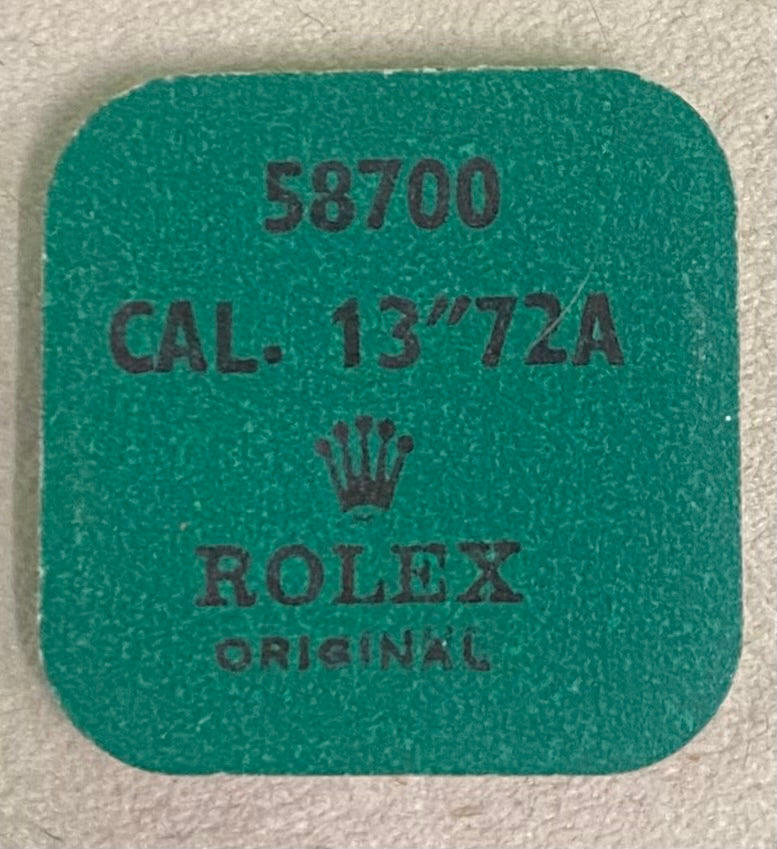 58700
CAL. 13″72A
ROLEX
ORIGINAL